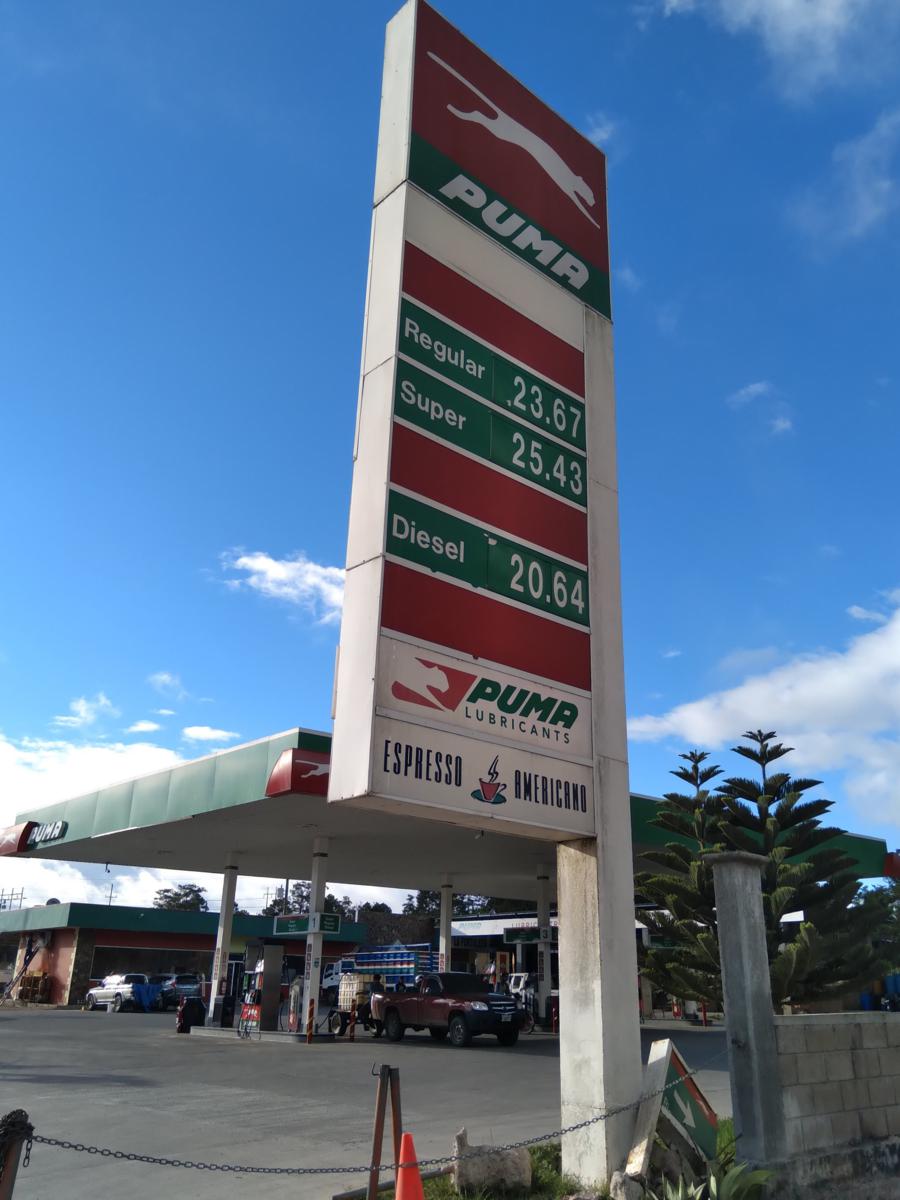 PUMA
Regular 23.67
Super 25.43
Diesel 20.64
PUMA
LUBRICANTS
ESPRESSO AMERICANO
PUMA